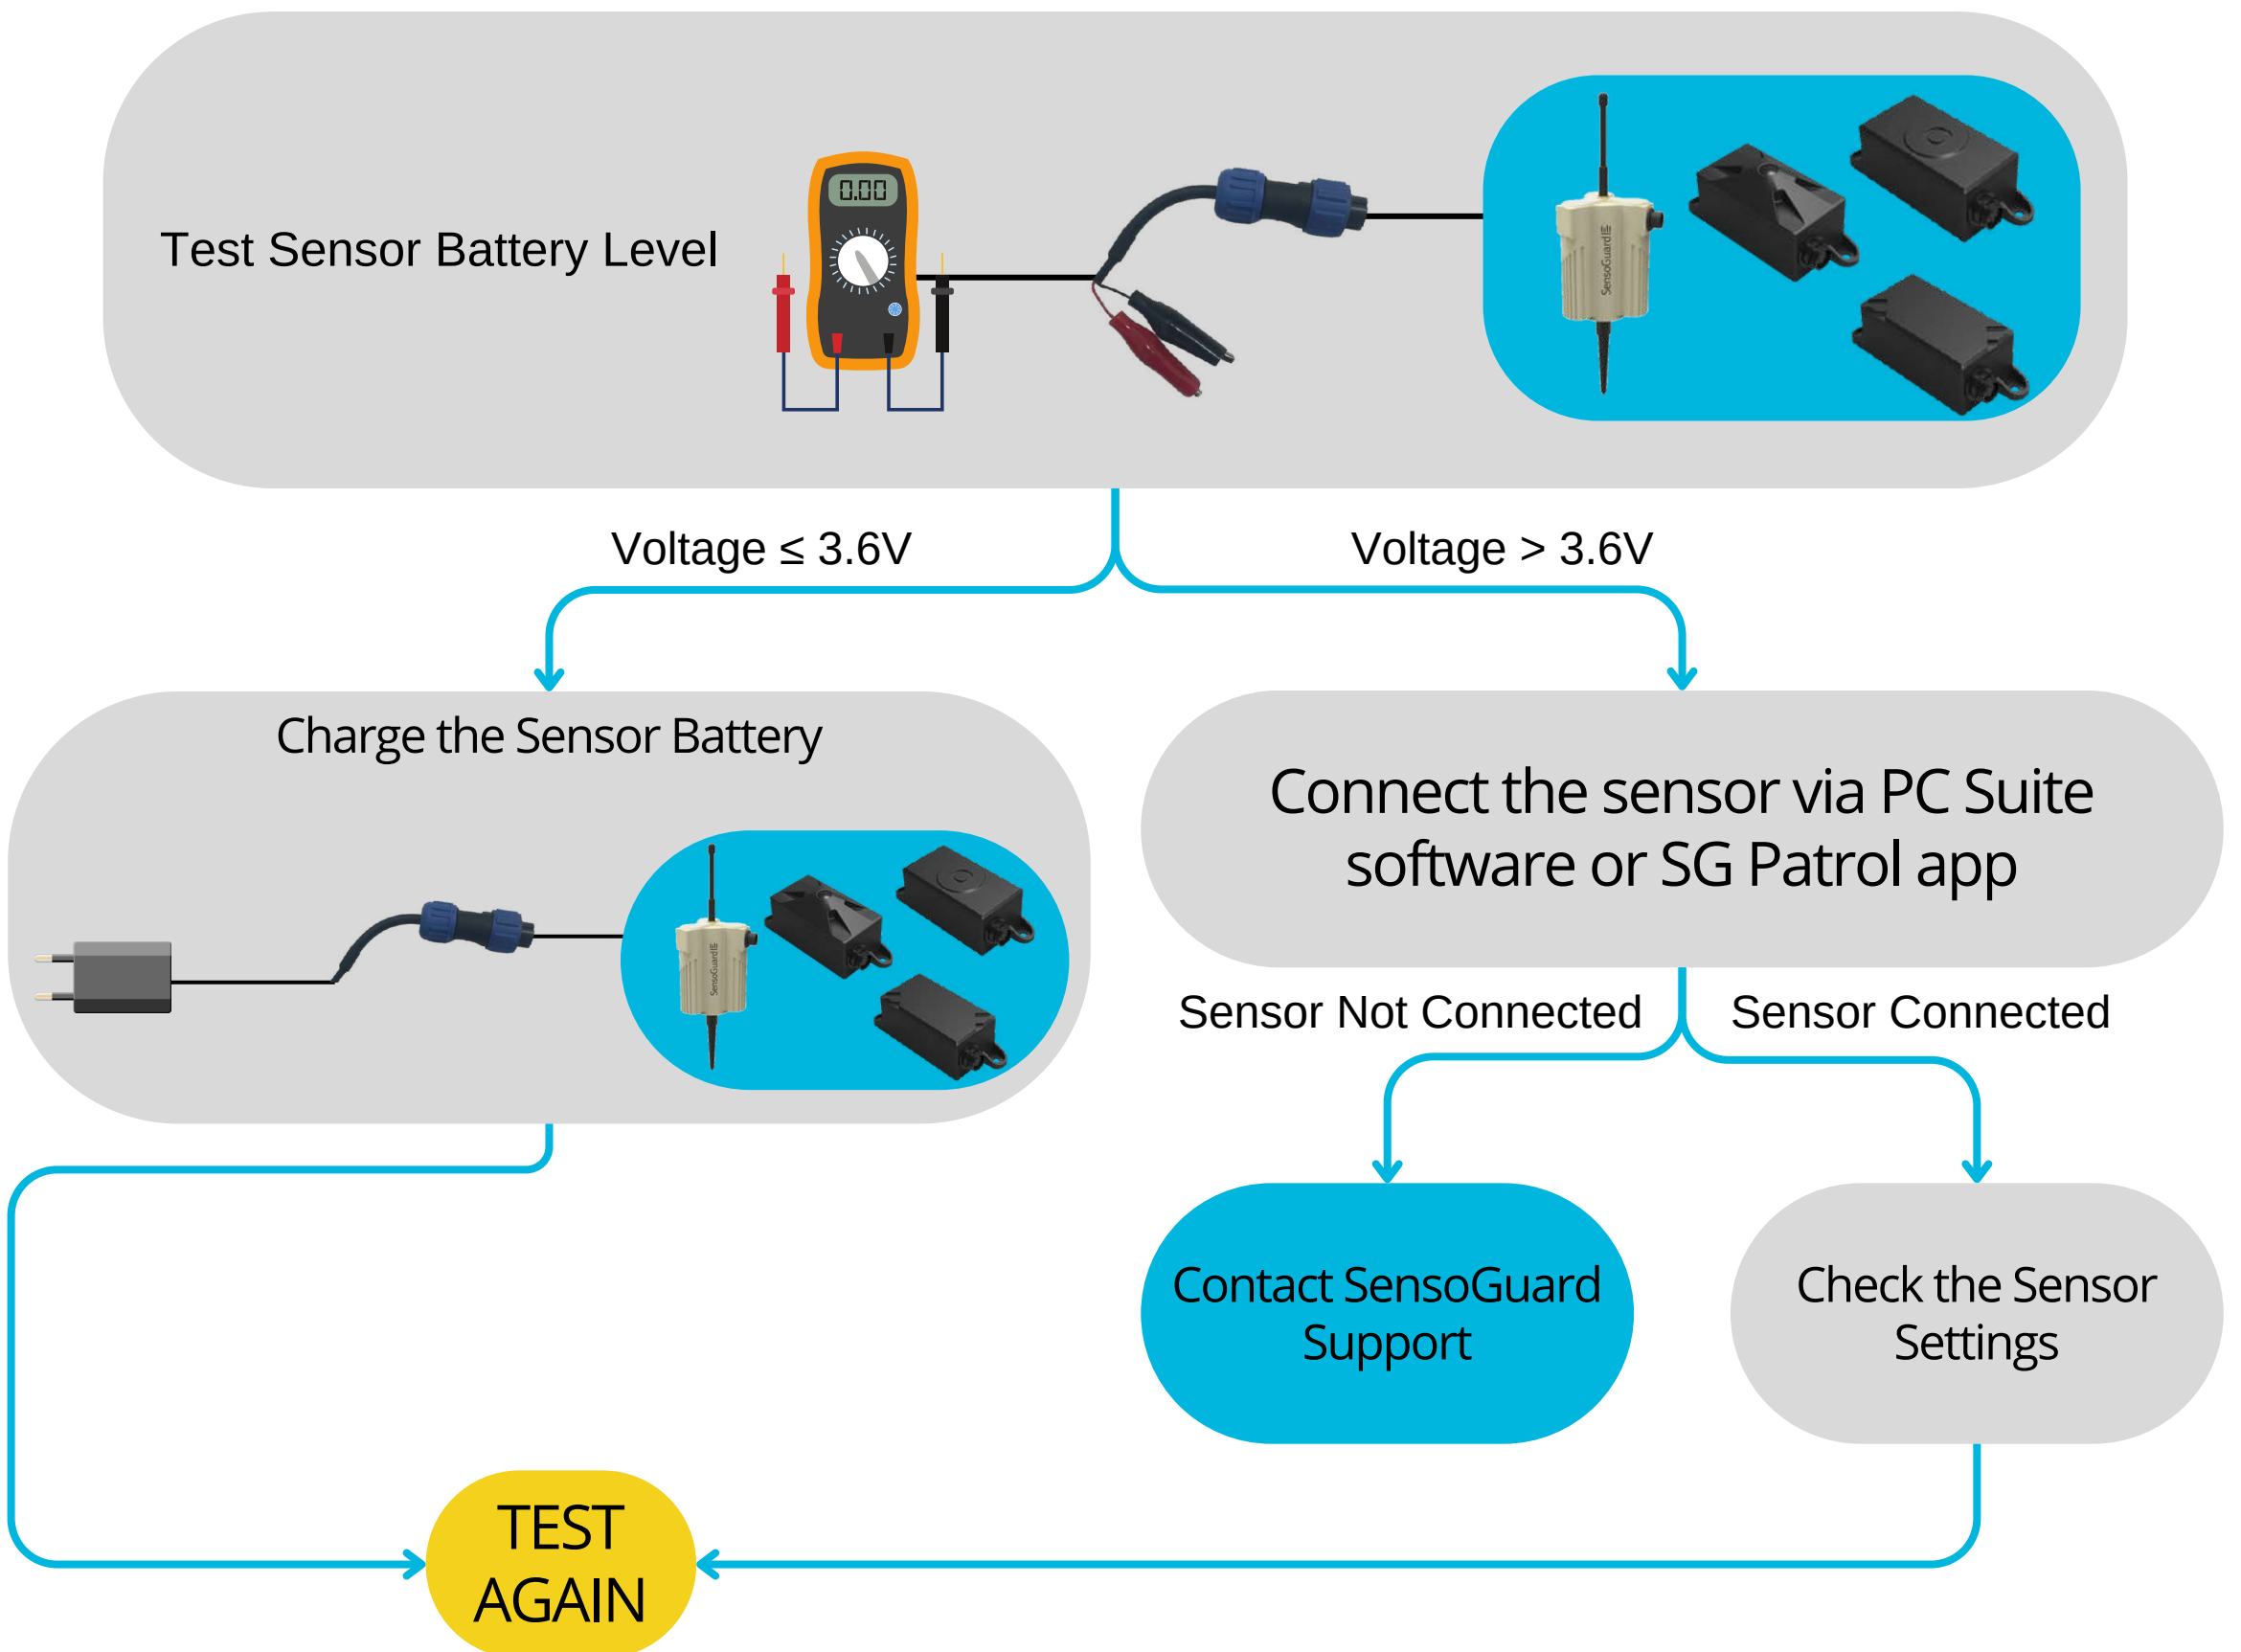 0.00
Test Sensor Battery Level
SensoGuard
Voltage ≤ 3.6V
Voltage > 3.6V
Charge the Sensor Battery
SensoGuard
Connect the sensor via PC Suite
software or SG Patrol app
Sensor Not Connected
Sensor Connected
Contact SensoGuard
Support
Check the Sensor
Settings
TEST
AGAIN